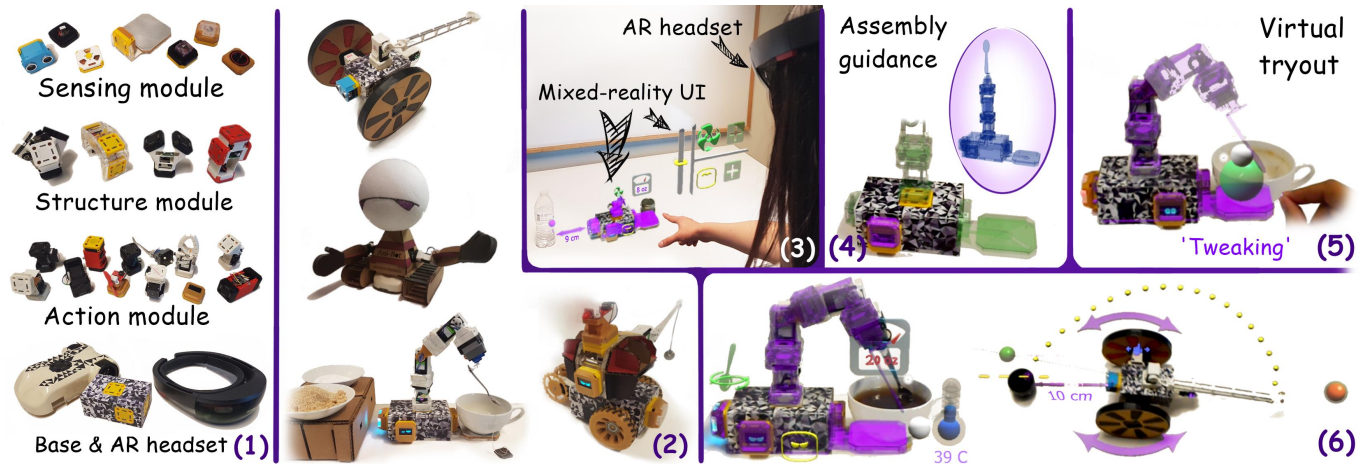 Sensing module
Structure module
Action module
Base & AR headset (1)
(2)
AR headset
Mixed-reality UI
8 oz
9 cm
(3)
Assembly
guidance
(4)
Virtual
tryout
'Tweaking'
(5)
20 oz
39 C
10 cm
(6)